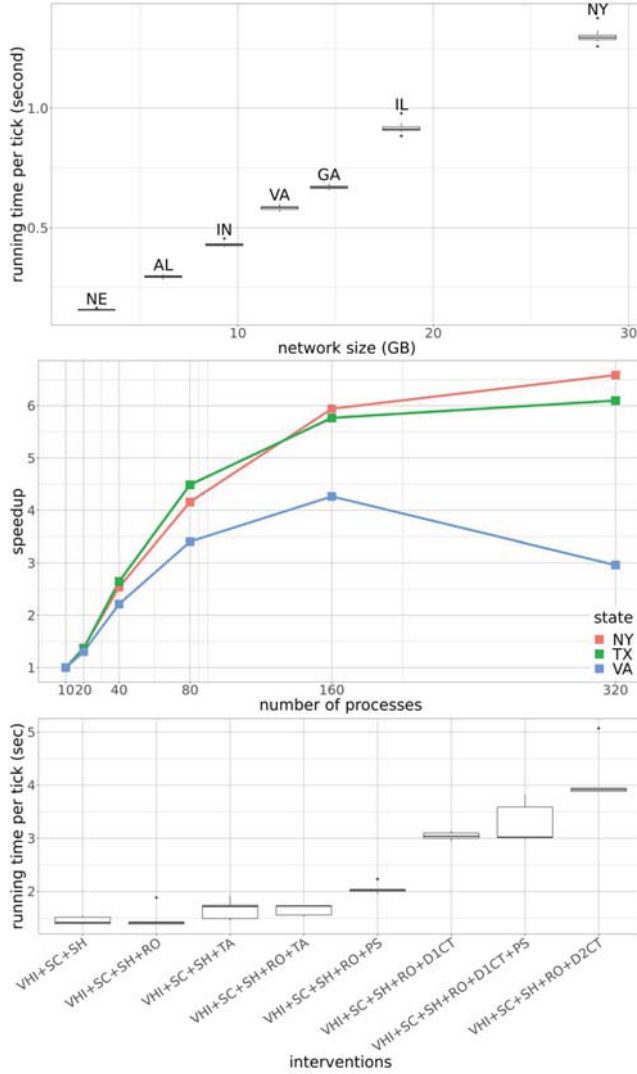 running time per tick (second)
NY
1.0
IL
GA
VA
0.5
IN
AL
NE
10
20
30
network size (GB)
speedup
6
5
4
3
2
1
state
NY
TX
VA
10 20 40 80 160 320
number of processes
running time per tick (sec)
5
4
3
2
VHI+SC+SH
VHI+SC+SH+RO
VHI+SC+SH+TA
VHI+SC+SH+RO+TA
VHI+SC+SH+RO+PS
VHI+SC+SH+RO+D1CT
VHI+SC+SH+RO+D1CT+PS
VHI+SC+SH+RO+D2CT
interventions